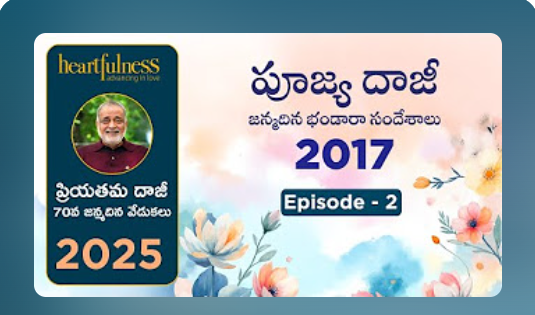 heartfulness
advancing in love
ప్రియతమ దాజీ
70వ జన్మదిన వేడుకలు
2025
పూజ్య దాజీ
జన్మదిన భండారా సందేశాలు
2017
Episode - 2